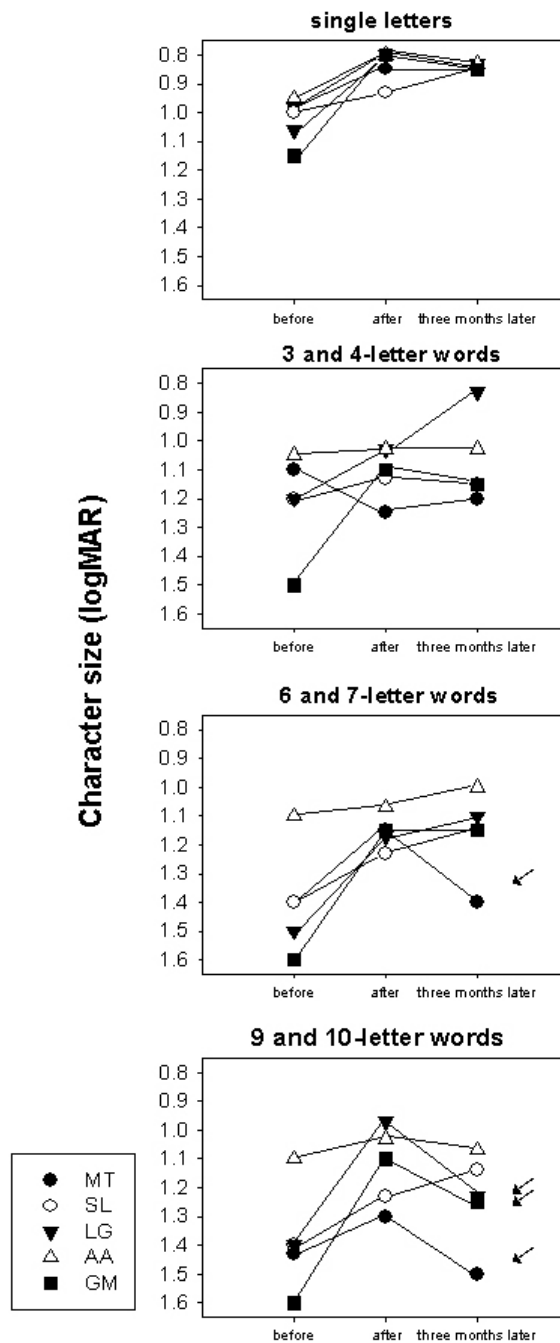 single letters
0.8
0.9
1.0
1.1
1.2
1.3
1.4
1.5
1.6
before after three months later
3 and 4-letter words
0.8
0.9
1.0
1.1
1.2
1.3
1.4
1.5
1.6
before after three months later
Character size (logMAR)
6 and 7-letter words
0.8
0.9
1.0
1.1
1.2
1.3
1.4
1.5
1.6
before after three months later
9 and 10-letter words
0.8
0.9
1.0
1.1
1.2
1.3
1.4
1.5
1.6
before after three months later
MT
SL
LG
AA
GM